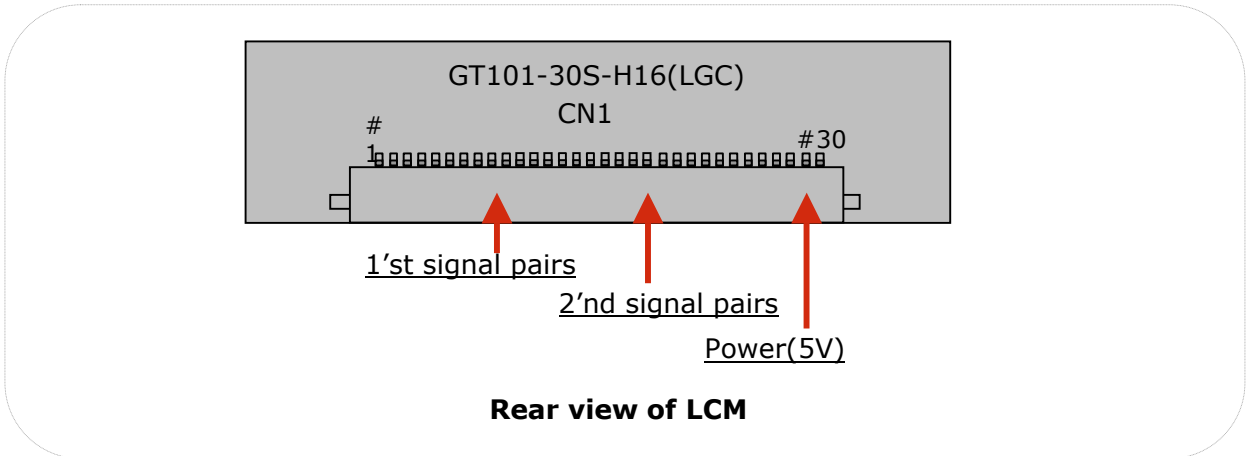 GT101-30S-H16(LGC)
CN1
#
1
#30
1'st signal pairs
2'nd signal pairs
Power(5V)
Rear view of LCM